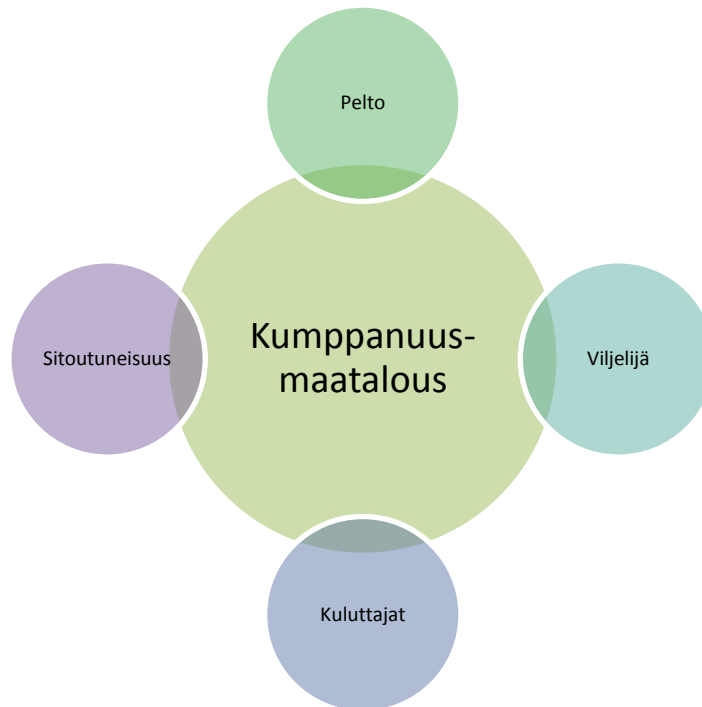 Pelto
Kumppanuus-
maatalous
Sitoutuneisuus
Viljelijä
Kuluttajat